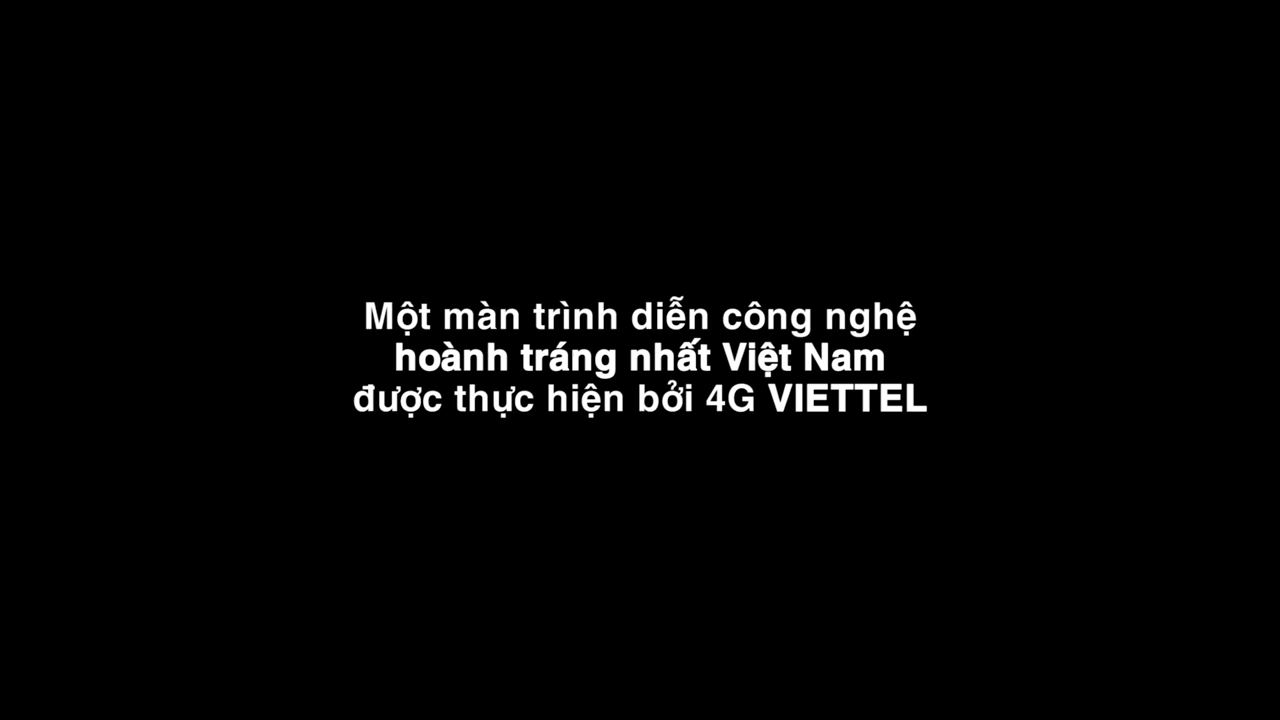 Một màn trình diễn công nghệ
hoành tráng nhất Việt Nam
được thực hiện bởi 4G VIETTEL